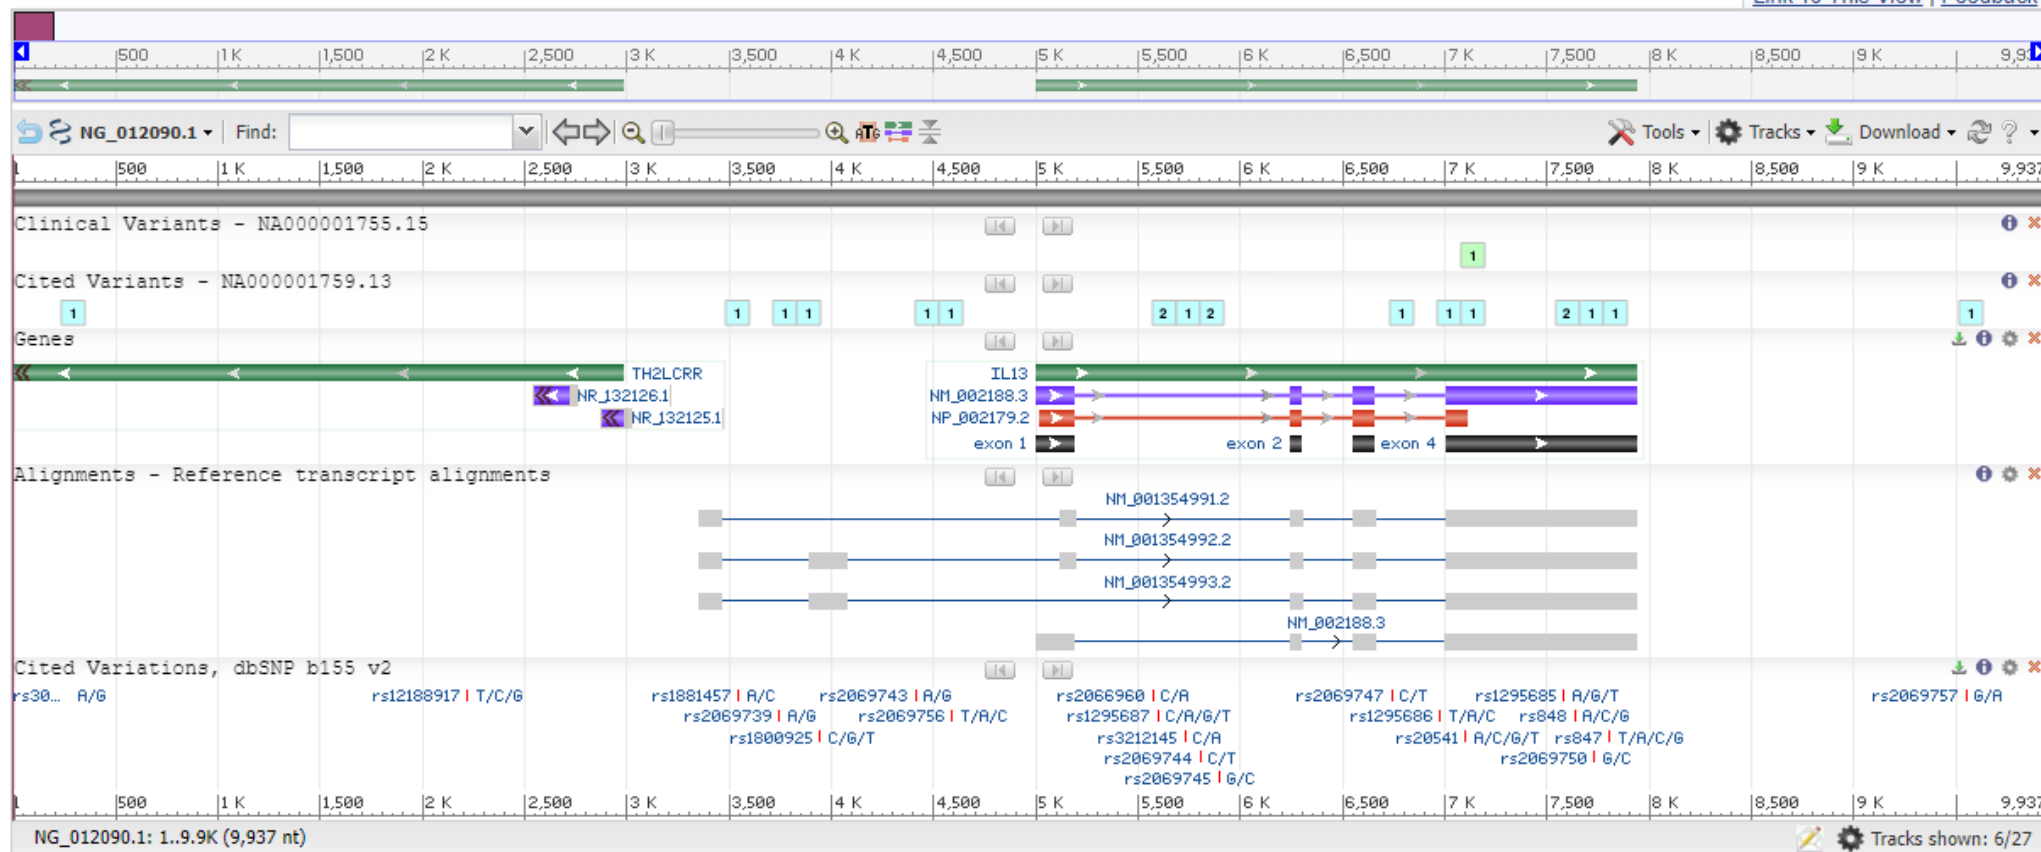 Link To This View | Feedback
500 1 K 1,500 2 K 2,500 3 K 3,500 4 K 4,500 5 K 5,500 6 K 6,500 7 K 7,500 8 K 8,500 9 K
NG_012090.1 Find: Tools Tracks Download ?
1 500 1 K 1,500 2 K 2,500 3 K 3,500 4 K 4,500 5 K 5,500 6 K 6,500 7 K 7,500 8 K 8,500 9 K 9,937
Clinical Variants - NA000001755.15
1
Cited Variants - NA000001759.13
1 1 1 1 1 1 2 1 2 1 1 1 2 1 1 1
Genes
TH2LCRR IL13
NR_132126.1 NM_002188.3
NR_132125.1 NP_002179.2
exon 1 exon 2 exon 4
Alignments - Reference transcript alignments
NM_001354991.2
NM_001354992.2
NM_001354993.2
NM_002188.3
Cited Variations, dbSNP b155 v2
rs30... A/G rs12188917 T/C/G rs1881457 A/C rs2069743 A/G rs2066960 C/A rs2069747 C/T rs1295685 A/G/T rs2069757 G/A
rs2069739 A/G rs2069756 T/A/C rs1295687 C/A/G/T rs1295686 T/A/C rs848 A/C/G
rs1800925 C/G/T rs3212145 C/A rs20541 A/C/G/T rs847 T/A/C/G
rs2069744 C/T rs2069750 G/C
rs2069745 G/C
1 500 1 K 1,500 2 K 2,500 3 K 3,500 4 K 4,500 5 K 5,500 6 K 6,500 7 K 7,500 8 K 8,500 9 K 9,937
NG_012090.1: 1..9.9K (9,937 nt) Tracks shown: 6/27